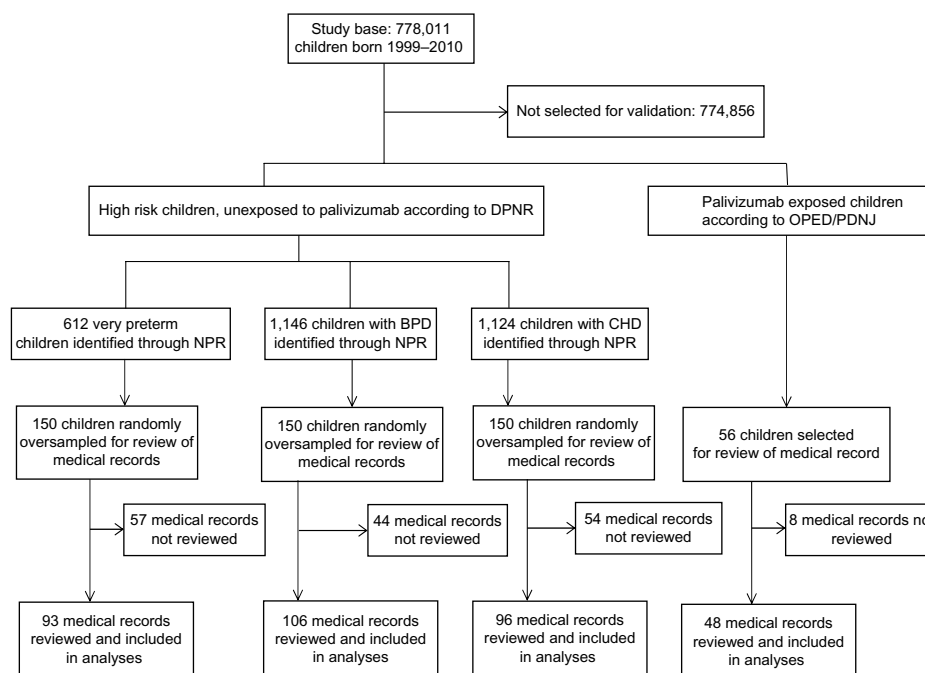 Study base: 778,011
children born 1999–2010
Not selected for validation: 774,856
High risk children, unexposed to palivizumab according to DPNR
Palivizumab exposed children
according to OPED/PDNJ
612 very preterm
children identified through NPR
1,146 children with BPD
identified through NPR
1,124 children with CHD
identified through NPR
150 children randomly
oversampled for review of
medical records
150 children randomly
oversampled for review of
medical records
150 children randomly
oversampled for review of
medical records
56 children selected
for review of medical record
57 medical records
not reviewed
44 medical records
not reviewed
54 medical records
not reviewed
8 medical records no
reviewed
93 medical records
reviewed and included
in analyses
106 medical records
reviewed and included
in analyses
96 medical records
reviewed and included
in analyses
48 medical records
reviewed and included
in analyses